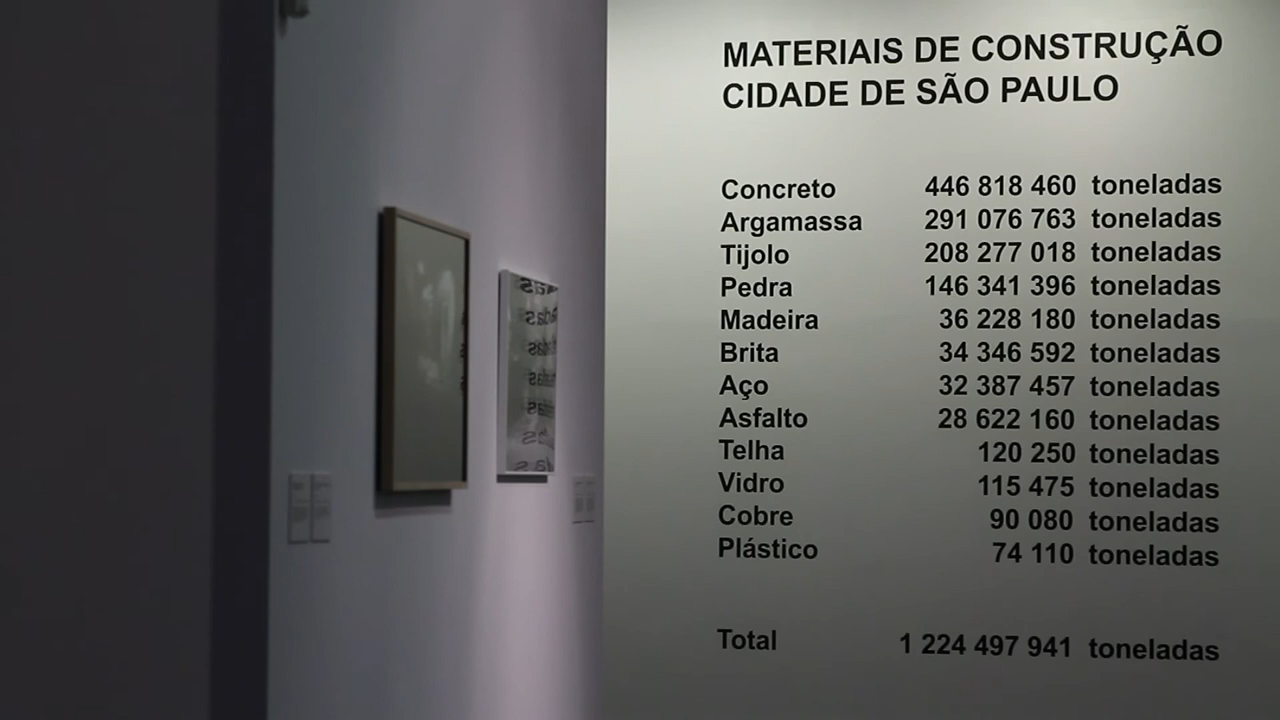 MATERIAIS DE CONSTRUÇÃO
CIDADE DE SÃO PAULO
Concreto 446 818 460 toneladas
Argamassa 291 076 763 toneladas
Tijolo 208 277 018 toneladas
Pedra 146 341 396 toneladas
Madeira 36 228 180 toneladas
Brita 34 346 592 toneladas
Aço 32 387 457 toneladas
Asfalto 28 622 160 toneladas
Telha 120 250 toneladas
Vidro 115 475 toneladas
Cobre 90 080 toneladas
Plástico 74 110 toneladas
Total 1 224 497 941 toneladas